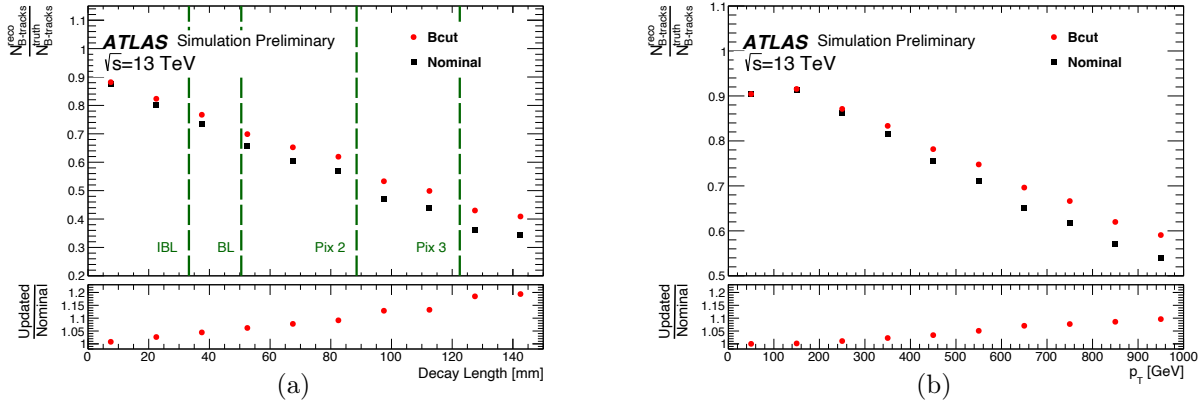 N^reco_B-tracks / N^truth_B-tracks
1.1
1
0.9
0.8
0.7
0.6
0.5
0.4
0.3
0.2
ATLAS Simulation Preliminary
√s=13 TeV
Bcut
Nominal
IBL BL Pix 2 Pix 3
Updated
Nominal
1.2
1.15
1.1
1.05
1
0 20 40 60 80 100 120 140
Decay Length [mm]
(a)
N^reco_B-tracks / N^truth_B-tracks
1.1
1
0.9
0.8
0.7
0.6
0.5
ATLAS Simulation Preliminary
√s=13 TeV
Bcut
Nominal
Updated
Nominal
1.2
1.15
1.1
1.05
1
0 100 200 300 400 500 600 700 800 900 1000
p_T [GeV]
(b)